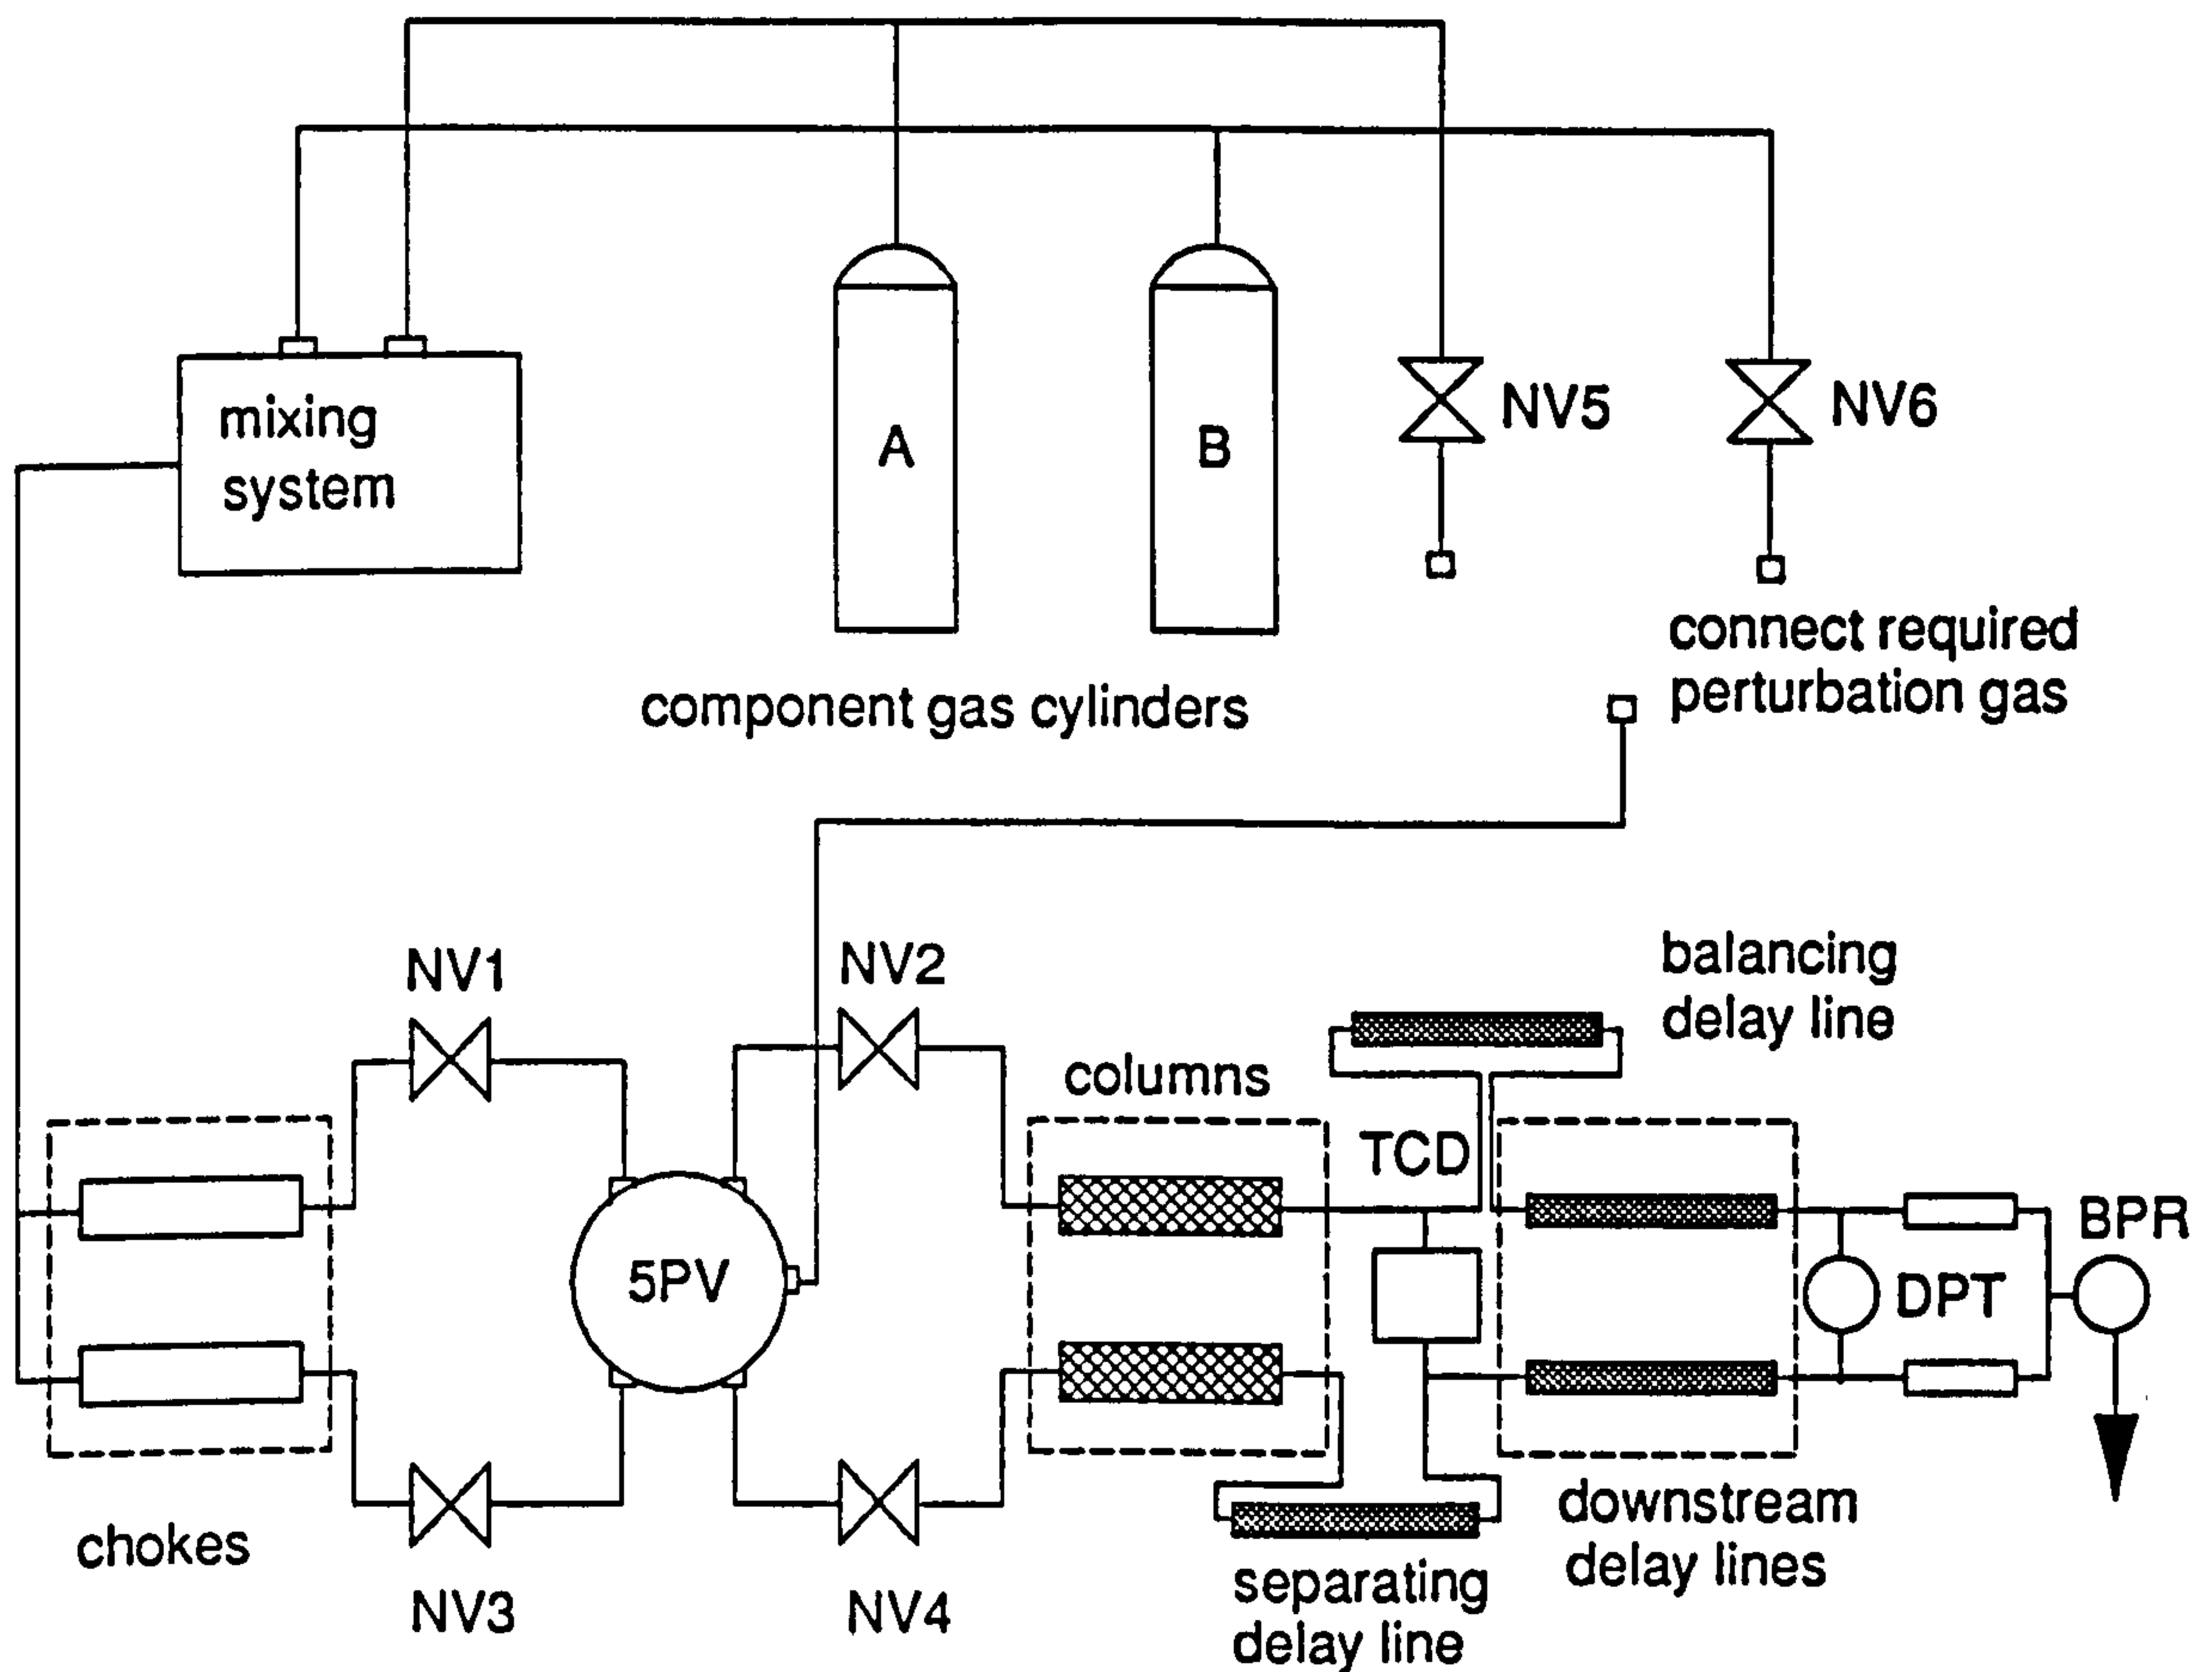 mixing
system
A
B
NV5
NV6
component gas cylinders
connect required
perturbation gas
NV1
NV2
balancing
delay line
columns
TCD
5PV
DPT
BPR
chokes
NV3
NV4
separating
delay line
downstream
delay lines